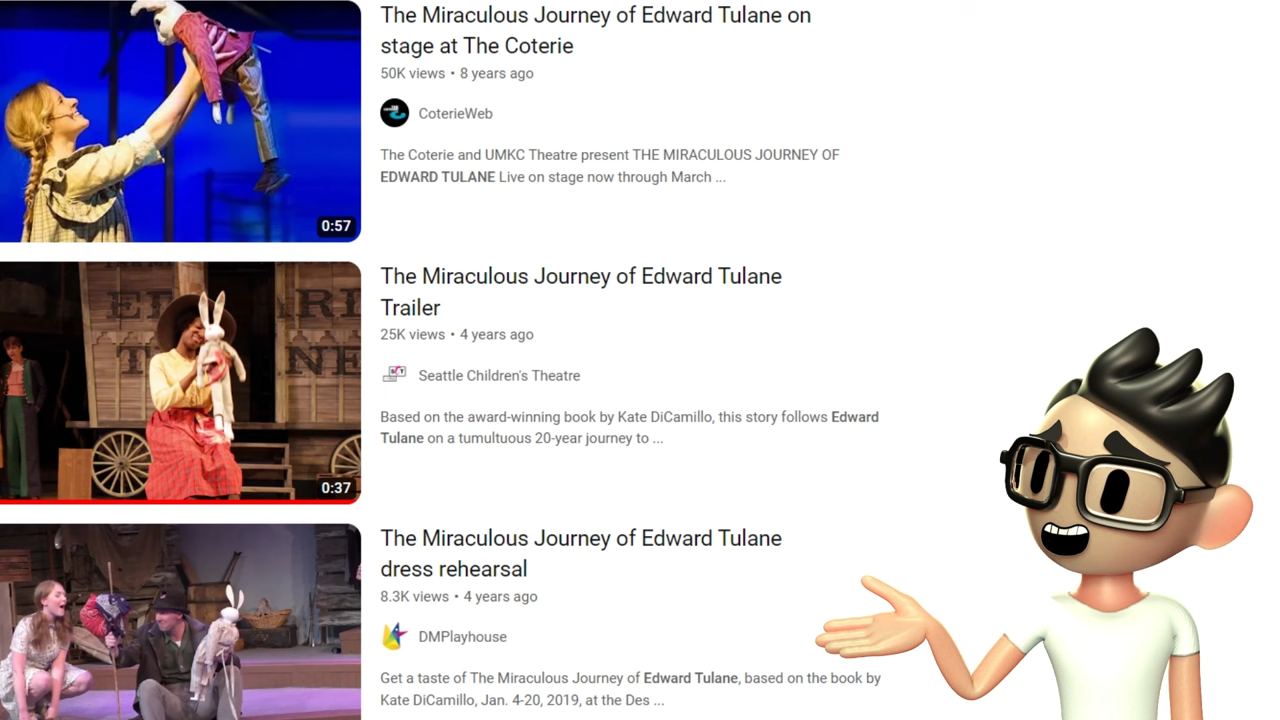 The Miraculous Journey of Edward Tulane on
stage at The Coterie
50K views • 8 years ago
CoterieWeb
The Coterie and UMKC Theatre present THE MIRACULOUS JOURNEY OF
EDWARD TULANE Live on stage now through March ...
0:57
The Miraculous Journey of Edward Tulane
Trailer
25K views • 4 years ago
Seattle Children's Theatre
Based on the award-winning book by Kate DiCamillo, this story follows Edward
Tulane on a tumultuous 20-year journey to ...
0:37
The Miraculous Journey of Edward Tulane
dress rehearsal
8.3K views • 4 years ago
DMPlayhouse
Get a taste of The Miraculous Journey of Edward Tulane, based on the book by
Kate DiCamillo, Jan. 4-20, 2019, at the Des ...